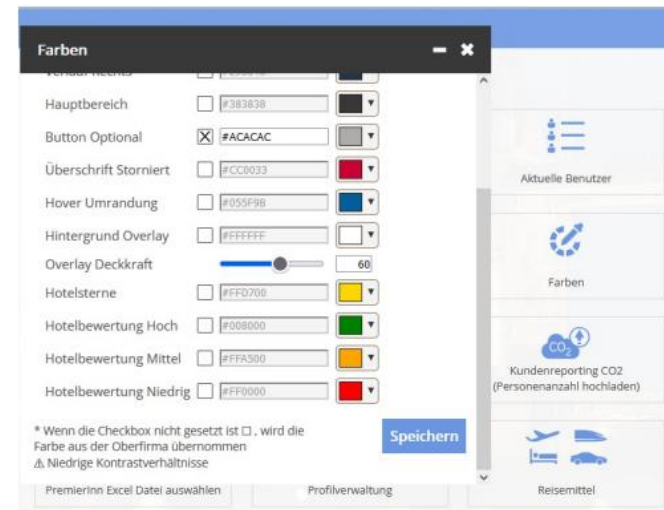 Farben
Hauptbereich #383838
Button Optional #ACACAC
Überschrift Storniert #CC0033
Hover Umrandung #055F9B
Hintergrund Overlay #FFFFFF
Overlay Deckkraft 60
Hotelsterne #FFD700
Hotelbewertung Hoch #008000
Hotelbewertung Mittel #FFA500
Hotelbewertung Niedrig #FF0000
* Wenn die Checkbox nicht
gesetzt ist □ , wird die
Farbe aus der Oberfirma übernommen
⚠ Niedrige Kontrastverhältnisse
Speichern
Aktuelle Benutzer
Farben
CO2
Kundenreporting CO2
(Personenanzahl hochladen)
PremierInn Excel Datei auswählen
Profilverwaltung
Reisemittel